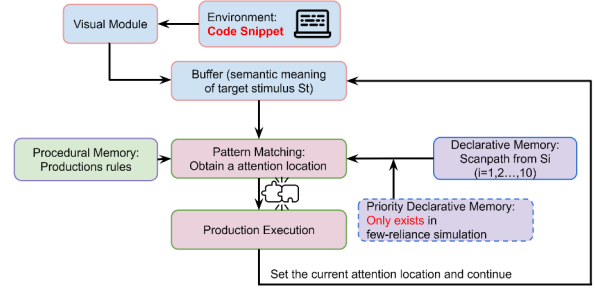 Visual Module
Environment:
Code Snippet
Buffer (semantic meaning
of target stimulus St)
Procedural Memory:
Productions rules
Pattern Matching:
Obtain a attention location
Declarative Memory:
Scanpath from Si
(i=1,2...,10)
Priority Declarative Memory:
Only exists in
few-reliance simulation
Production Execution
Set the current attention location and continue